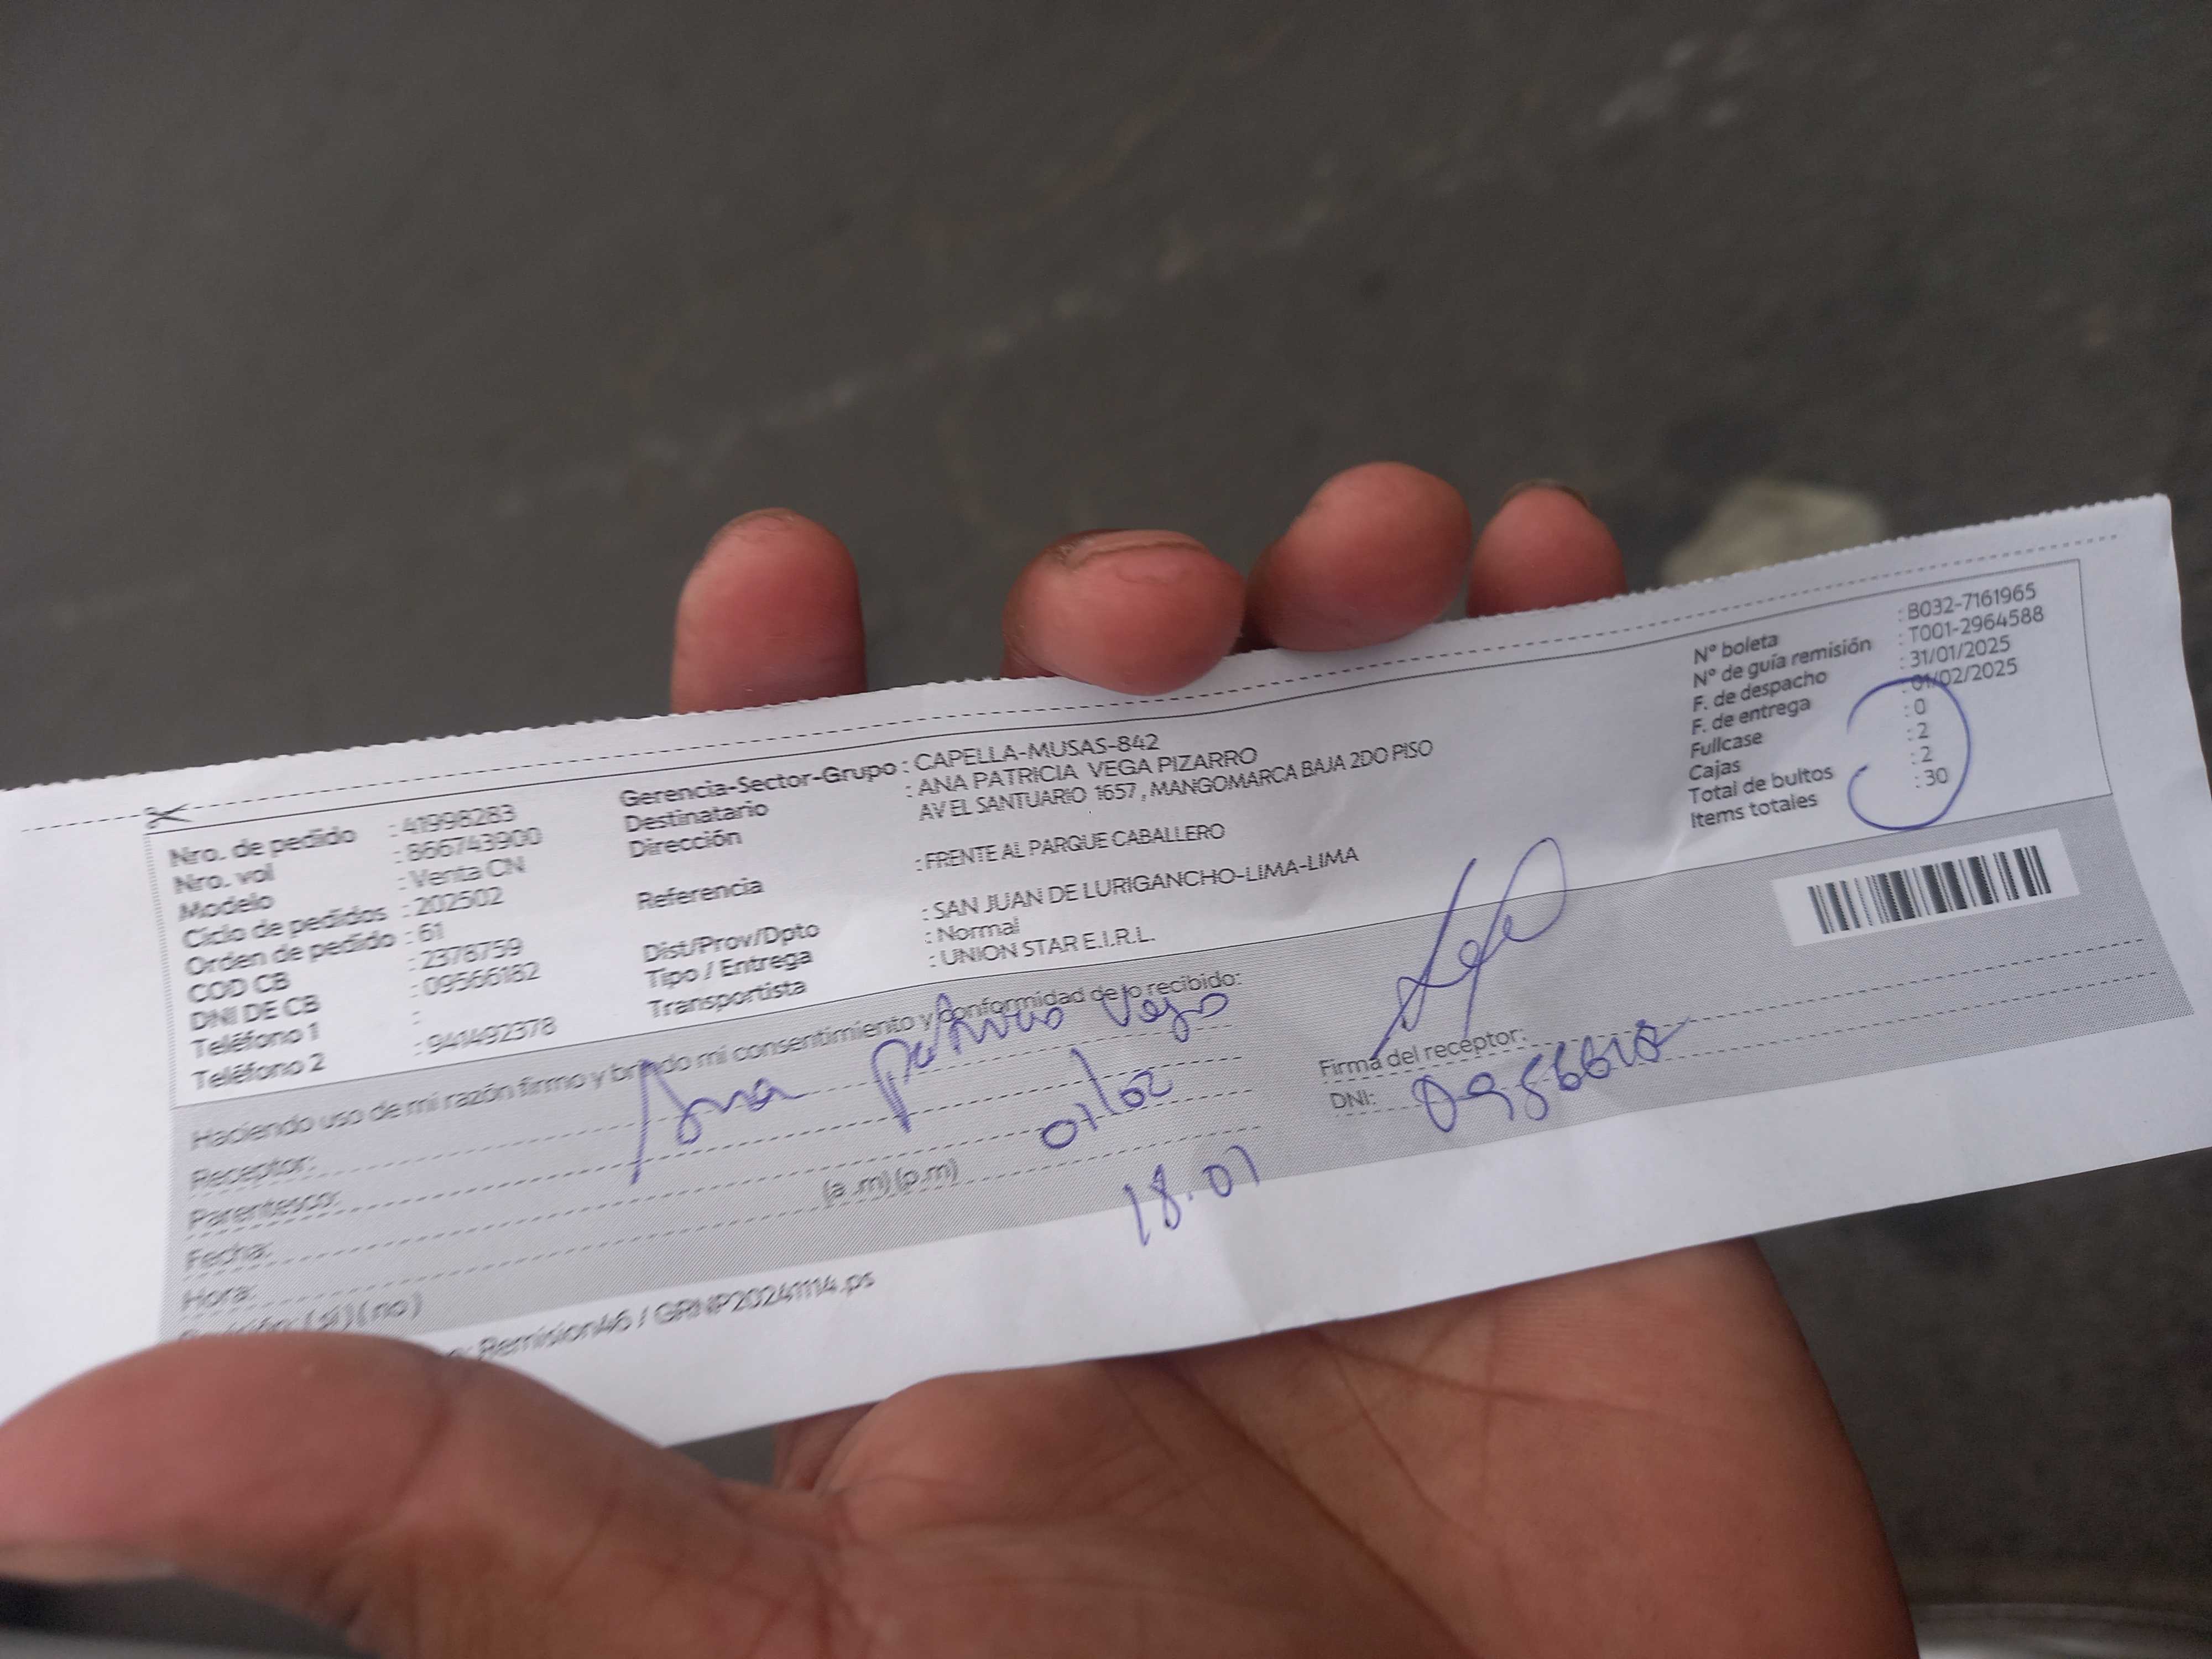 Nro. de pedido : 41998283
Nro. vol : 866743900
Modelo : Venta CN
Ciclo de pedidos : 202502
Orden de pedido : 61
COD CB : 2378759
DNI DE CB : 09566182
Teléfono 1 :
Teléfono 2 : 941492378
Gerencia-Sector-Grupo : CAPELLA-MUSAS-842
Destinatario : ANA PATRICIA VEGA PIZARRO
Dirección AV EL SANTUARIO 1657 , MANGOMARCA BAJA 2DO PISO
Referencia : FRENTE AL PARQUE CABALLERO
Dist/Prov/Dpto : SAN JUAN DE LURIGANCHO-LIMA-LIMA
Tipo / Entrega : Normal
Transportista : UNION STAR E.I.R.L.
N° boleta : B032-7161965
N° de guía remisión : T001-2964588
F. de despacho : 31/01/2025
F. de entrega : 01/02/2025
Fullcase : 0
Cajas : 2
Total de bultos : 2
Items totales : 30
Haciendo uso de mi razón firmo y brindo mi consentimiento y conformidad de lo recibido:
Receptor: Ana Patricia Vega
Parentesco:
Fecha: 01/02
Hora: (a .m) (p.m) 18.01
( si ) ( no )
Firma del receptor:
DNI: 09566182
Remision46 / GRNP20241114.ps